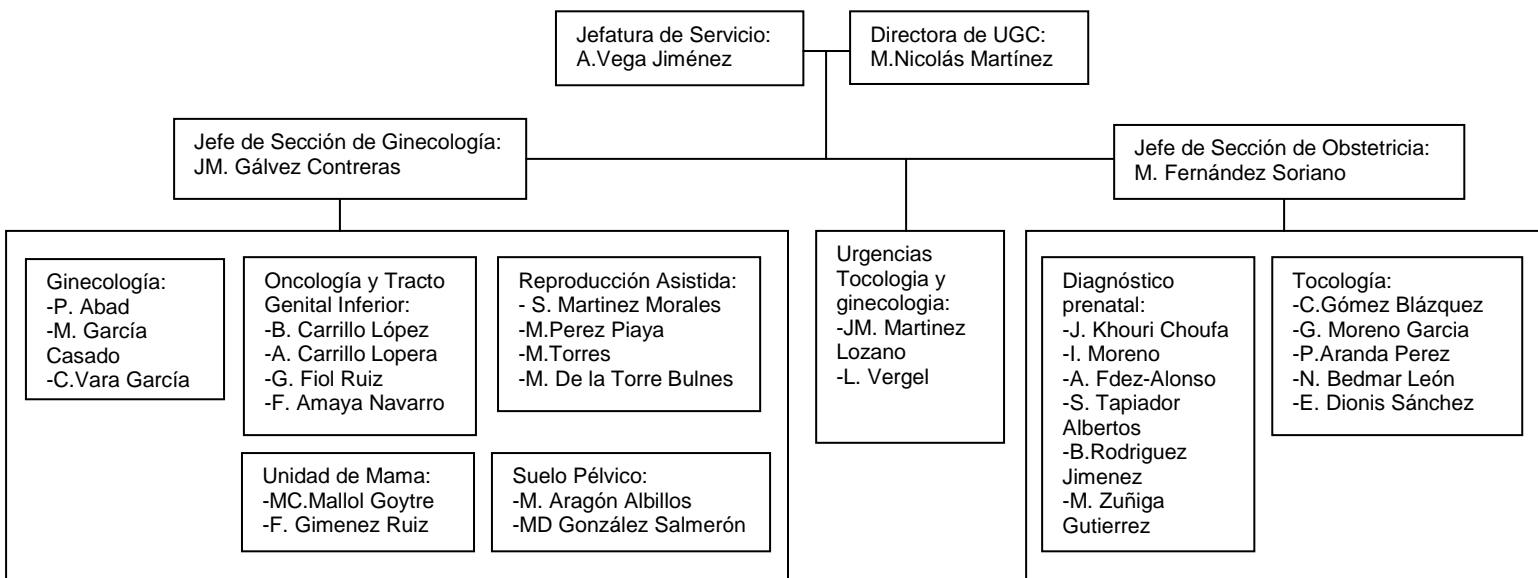 Jefatura de Servicio:
A.Vega Jiménez
Directora de UGC:
M.Nicolás Martínez
Jefe de Sección de Ginecología:
JM. Gálvez Contreras
Jefe de Sección de Obstetricia:
M. Fernández Soriano
Ginecología:
-P. Abad
-M. García
Casado
-C.Vara García
Oncología y Tracto
Genital Inferior:
-B. Carrillo López
-A. Carrillo Lopera
-G. Fiol Ruiz
-F. Amaya Navarro
Reproducción Asistida:
- S. Martinez Morales
-M.Perez Piaya
-M.Torres
-M. De la Torre Bulnes
Unidad de Mama:
-MC.Mallol Goytre
-F. Gimenez Ruiz
Suelo Pélvico:
-M. Aragón Albillos
-MD González Salmerón
Urgencias
Tocologia y
ginecologia:
-JM. Martinez
Lozano
-L. Vergel
Diagnóstico
prenatal:
-J. Khouri Choufa
-I. Moreno
-A. Fdez-Alonso
-S. Tapiador
Albertos
-B.Rodriguez
Jimenez
-M. Zuñiga
Gutierrez
Tocología:
-C.Gómez Blázquez
-G. Moreno Garcia
-P.Aranda Perez
-N. Bedmar León
-E. Dionis Sánchez